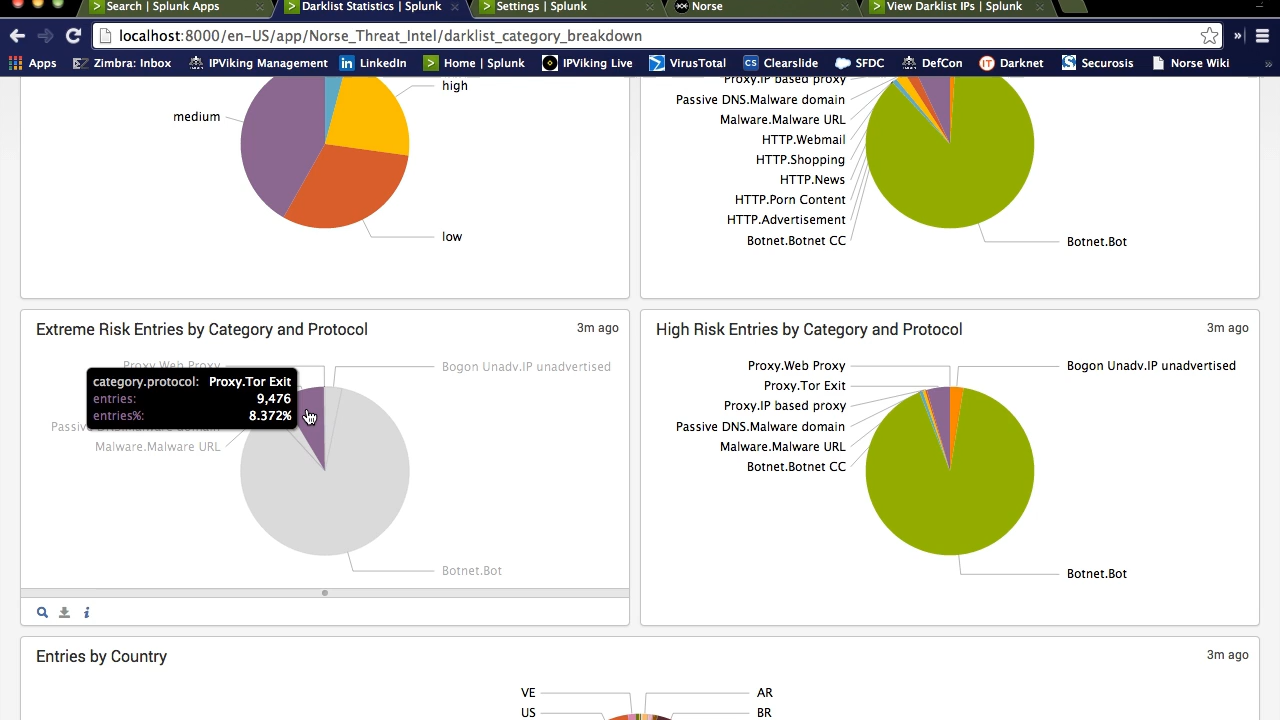 Search | Splunk Apps
Darklist Statistics | Splunk
Settings | Splunk
Norse
View Darklist IPs | Splunk
localhost:8000/en-US/app/Norse_Threat_Intel/darklist_category_breakdown
»
Apps
Zimbra: Inbox
IPViking Management
LinkedIn
Home | Splunk
IPViking Live
VirusTotal
CS Clearslide
SFDC
DefCon
IT Darknet
Securosis
Norse Wiki
»
high
medium
low
Proxy.IP based proxy
Passive DNS.Malware domain
Malware.Malware URL
HTTP.Webmail
HTTP.Shopping
HTTP.News
HTTP.Porn Content
HTTP.Advertisement
Botnet.Botnet CC
Botnet.Bot
Extreme Risk Entries by Category and Protocol
3m ago
Proxy.Web Proxy
Bogon Unadv.IP unadvertised
category.protocol: Proxy.Tor Exit
entries: 9,476
entries%: 8.372%
Malware.Malware URL
Botnet.Bot
High Risk Entries by Category and Protocol
3m ago
Proxy.Web Proxy
Bogon Unadv.IP unadvertised
Proxy.Tor Exit
Proxy.IP based proxy
Passive DNS.Malware domain
Malware.Malware URL
Botnet.Botnet CC
Botnet.Bot
Entries by Country
3m ago
VE
AR
US
BR